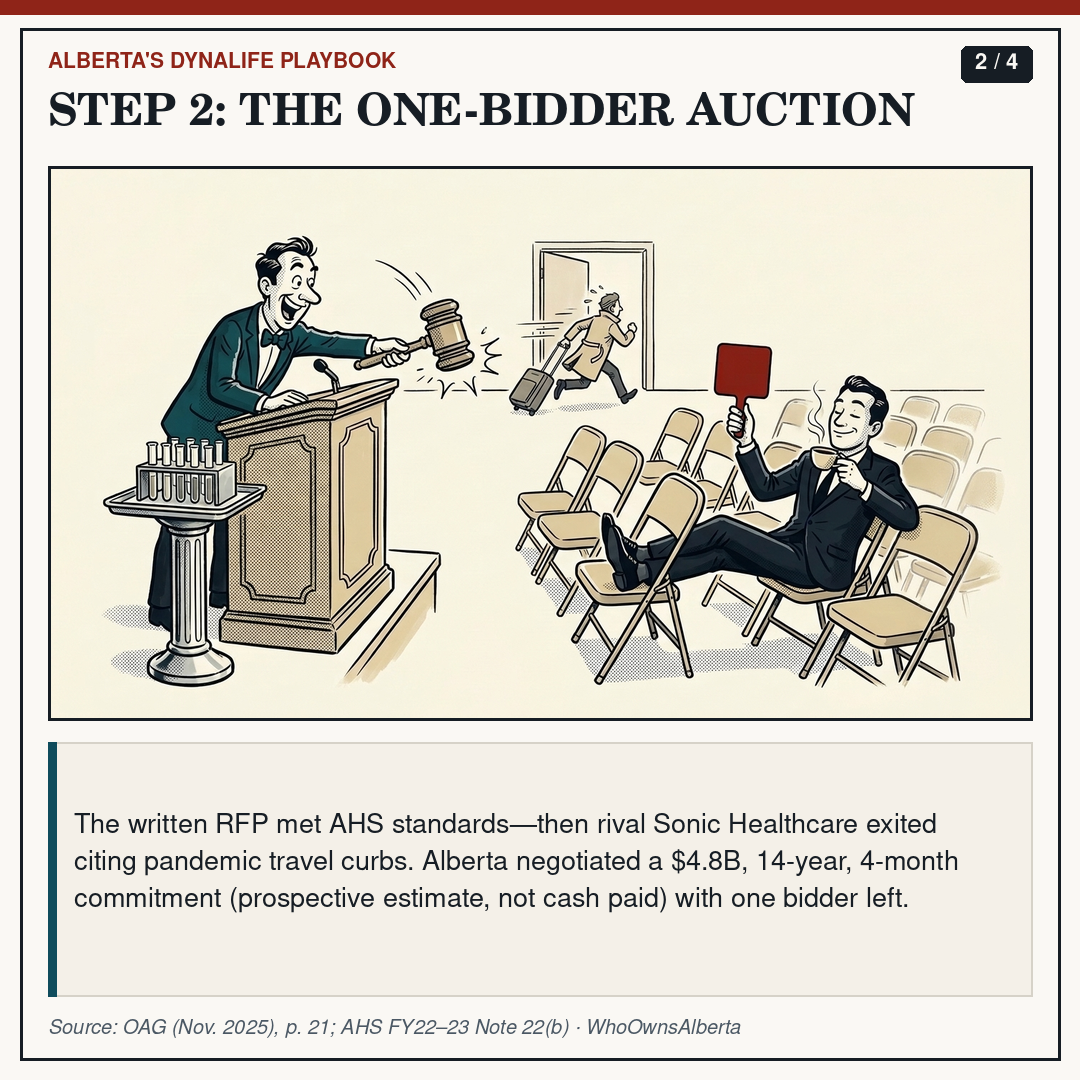 ALBERTA'S DYNALIFE PLAYBOOK
2 / 4
STEP 2: THE ONE-BIDDER AUCTION
The written RFP met AHS standards—then rival Sonic Healthcare exited
citing pandemic travel curbs. Alberta negotiated a $4.8B, 14-year, 4-month
commitment (prospective estimate, not cash paid) with one bidder left.
Source: OAG (Nov. 2025), p. 21; AHS FY22–23 Note 22(b) · WhoOwnsAlberta